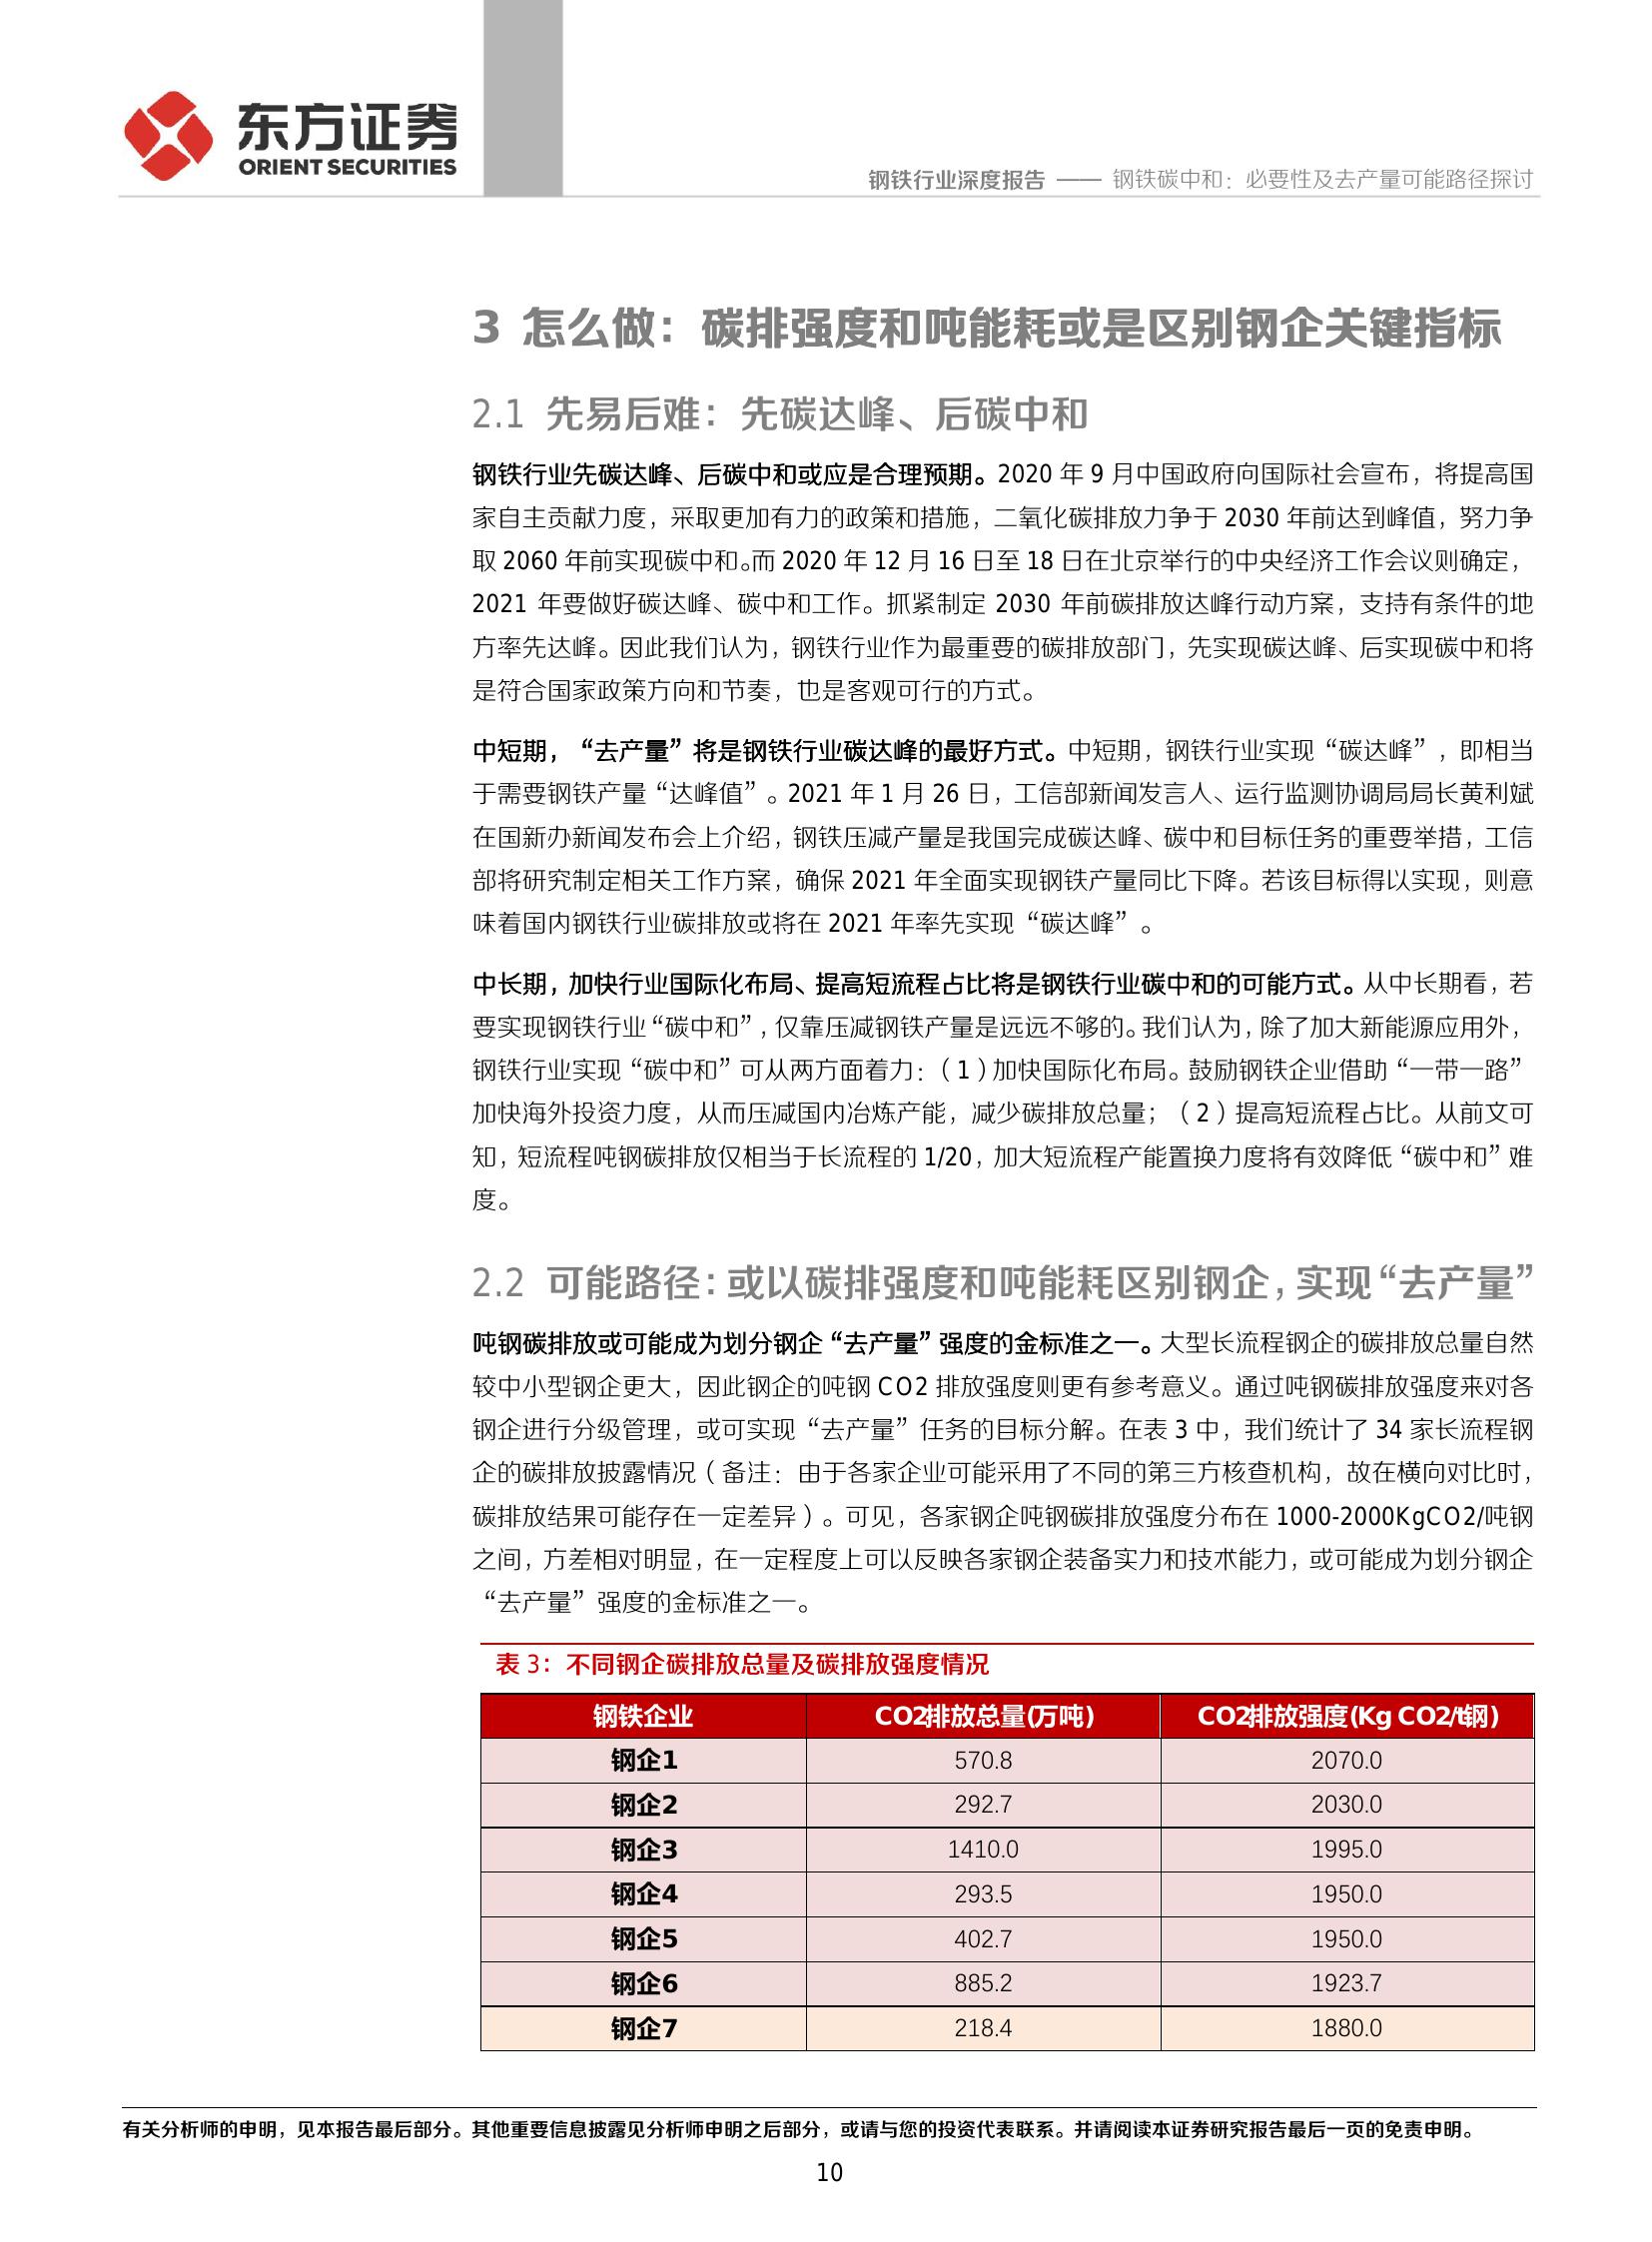 东方证券
ORIENT SECURITIES
钢铁行业深度报告 —— 钢铁碳中和：必要性及去产量可能路径探讨
3 怎么做：碳排强度和吨能耗或是区别钢企关键指标
2.1 先易后难：先碳达峰、后碳中和
钢铁行业先碳达峰、后碳中和或应是合理预期。2020 年 9 月中国政府向国际社会宣布，将提高国
家自主贡献力度，采取更加有力的政策和措施，二氧化碳排放力争于 2030 年前达到峰值，努力争
取 2060 年前实现碳中和。而 2020 年 12 月 16 日至 18 日在北京举行的中央经济工作会议则确定，
2021 年要做好碳达峰、碳中和工作。抓紧制定 2030 年前碳排放达峰行动方案，支持有条件的地
方率先达峰。因此我们认为，钢铁行业作为最重要的碳排放部门，先实现碳达峰、后实现碳中和将
是符合国家政策方向和节奏，也是客观可行的方式。
中短期，“去产量”将是钢铁行业碳达峰的最好方式。中短期，钢铁行业实现“碳达峰”，即相当
于需要钢铁产量“达峰值”。2021 年 1 月 26 日，工信部新闻发言人、运行监测协调局局长黄利斌
在国新办新闻发布会上介绍，钢铁压减产量是我国完成碳达峰、碳中和目标任务的重要举措，工信
部将研究制定相关工作方案，确保 2021 年全面实现钢铁产量同比下降。若该目标得以实现，则意
味着国内钢铁行业碳排放或将在 2021 年率先实现“碳达峰”。
中长期，加快行业国际化布局、提高短流程占比将是钢铁行业碳中和的可能方式。从中长期看，若
要实现钢铁行业“碳中和”，仅靠压减钢铁产量是远远不够的。我们认为，除了加大新能源应用外，
钢铁行业实现“碳中和”可从两方面着力：（1）加快国际化布局。鼓励钢铁企业借助“一带一路”
加快海外投资力度，从而压减国内冶炼产能，减少碳排放总量；（2）提高短流程占比。从前文可
知，短流程吨钢碳排放仅相当于长流程的 1/20，加大短流程产能置换力度将有效降低“碳中和”难
度。
2.2 可能路径：或以碳排强度和吨能耗区别钢企，实现“去产量”
吨钢碳排放或可能成为划分钢企“去产量”强度的金标准之一。大型长流程钢企的碳排放总量自然
较中小型钢企更大，因此钢企的吨钢 CO2 排放强度则更有参考意义。通过吨钢碳排放强度来对各
钢企进行分级管理，或可实现“去产量”任务的目标分解。在表 3 中，我们统计了 34 家长流程钢
企的碳排放披露情况（备注：由于各家企业可能采用了不同的第三方核查机构，故在横向对比时，
碳排放结果可能存在一定差异）。可见，各家钢企吨钢碳排放强度分布在 1000-2000KgCO2/吨钢
之间，方差相对明显，在一定程度上可以反映各家钢企装备实力和技术能力，或可能成为划分钢企
“去产量”强度的金标准之一。
表 3：不同钢企碳排放总量及碳排放强度情况
钢铁企业 CO2排放总量(万吨) CO2排放强度(Kg CO2/t钢)
钢企1 570.8 2070.0
钢企2 292.7 2030.0
钢企3 1410.0 1995.0
钢企4 293.5 1950.0
钢企5 402.7 1950.0
钢企6 885.2 1923.7
钢企7 218.4 1880.0
有关分析师的申明，见本报告最后部分。其他重要信息披露见分析师申明之后部分，或请与您的投资代表联系。并请阅读本证券研究报告最后一页的免责申明。
10